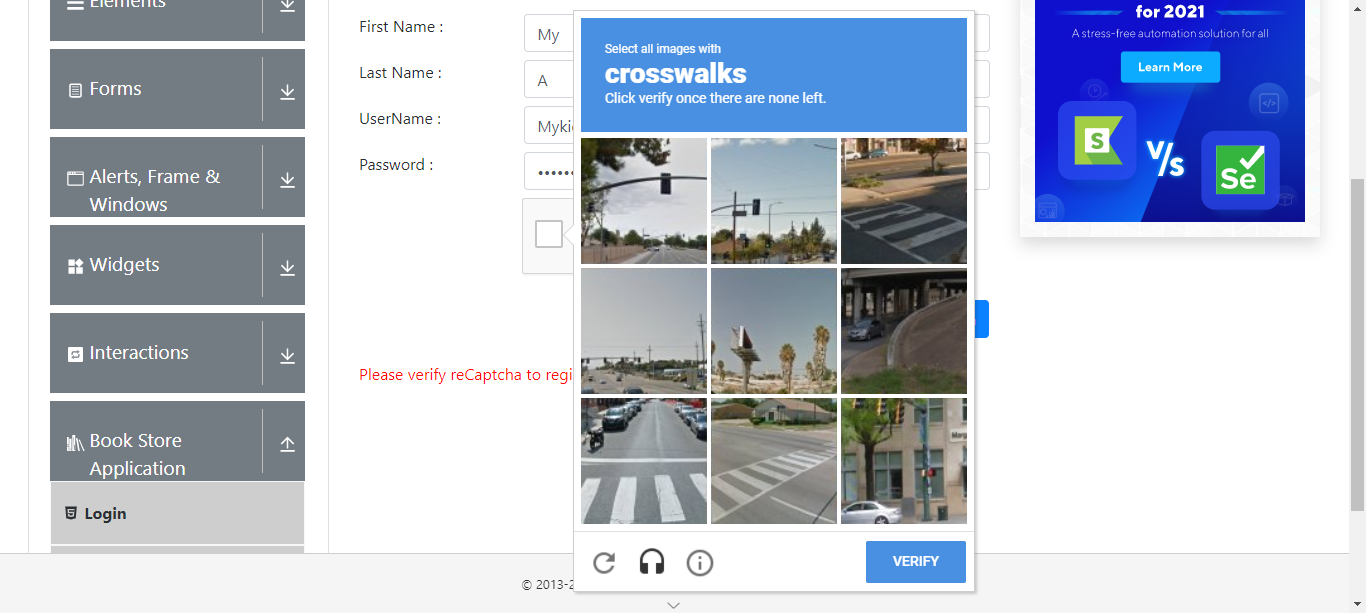 Elements
Forms
Alerts, Frame &
Windows
Widgets
Interactions
Book Store
Application
Login
First Name :
My
Last Name :
A
UserName :
Password :
Please verify reCaptcha to regi
Select all images with
crosswalks
Click verify once there are none left.
VERIFY
© 2013-2
for 2021
A stress-free automation solution for all
Learn More
S
V/s
Se